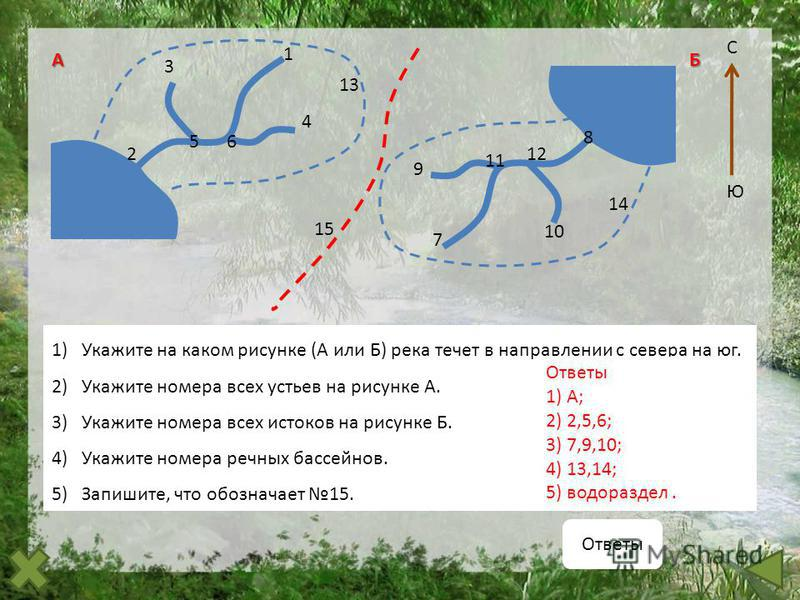 А
Б
С
Ю
1
3
13
4
5
6
2
8
12
11
9
14
15
7
10
1) Укажите на каком рисунке (А или Б) река течет в направлении с севера на юг.
2) Укажите номера всех устьев на рисунке А.
3) Укажите номера всех истоков на рисунке Б.
4) Укажите номера речных бассейнов.
5) Запишите, что обозначает №15.
Ответы
1) А;
2) 2,5,6;
3) 7,9,10;
4) 13,14;
5) водораздел .
Ответы
MyShared